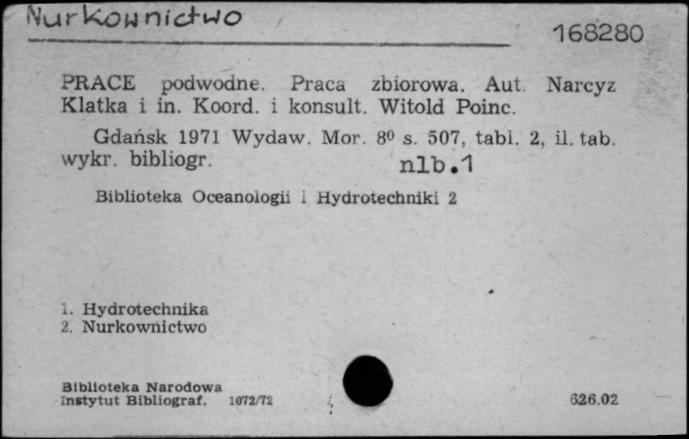 Nurkownictwo
168280
PRACE podwodne. Praca zbiorowa. Aut. Narcyz
Klatka i in. Koord. i konsult. Witold Poinc.
Gdańsk 1971 Wydaw. Mor. 8⁰ s. 507, tabl. 2, il. tab.
wykr. bibliogr. nlb.1
Biblioteka Oceanologii i Hydrotechniki 2
1. Hydrotechnika
2. Nurkownictwo
Biblioteka Narodowa
Instytut Bibliograf. 1072/72
626.02